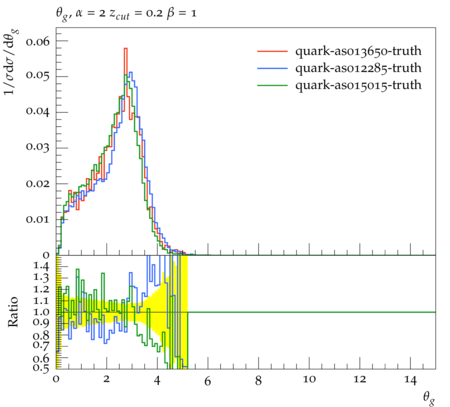 θg, α = 2 zcut = 0.2 β = 1
1/σdσ/dθg
0.06
0.05
0.04
0.03
0.02
0.01
0
quark-as013650-truth
quark-as012285-truth
quark-as015015-truth
Ratio
1.4
1.3
1.2
1.1
1.0
0.9
0.8
0.7
0.6
0.5
0 2 4 6 8 10 12 14
θg